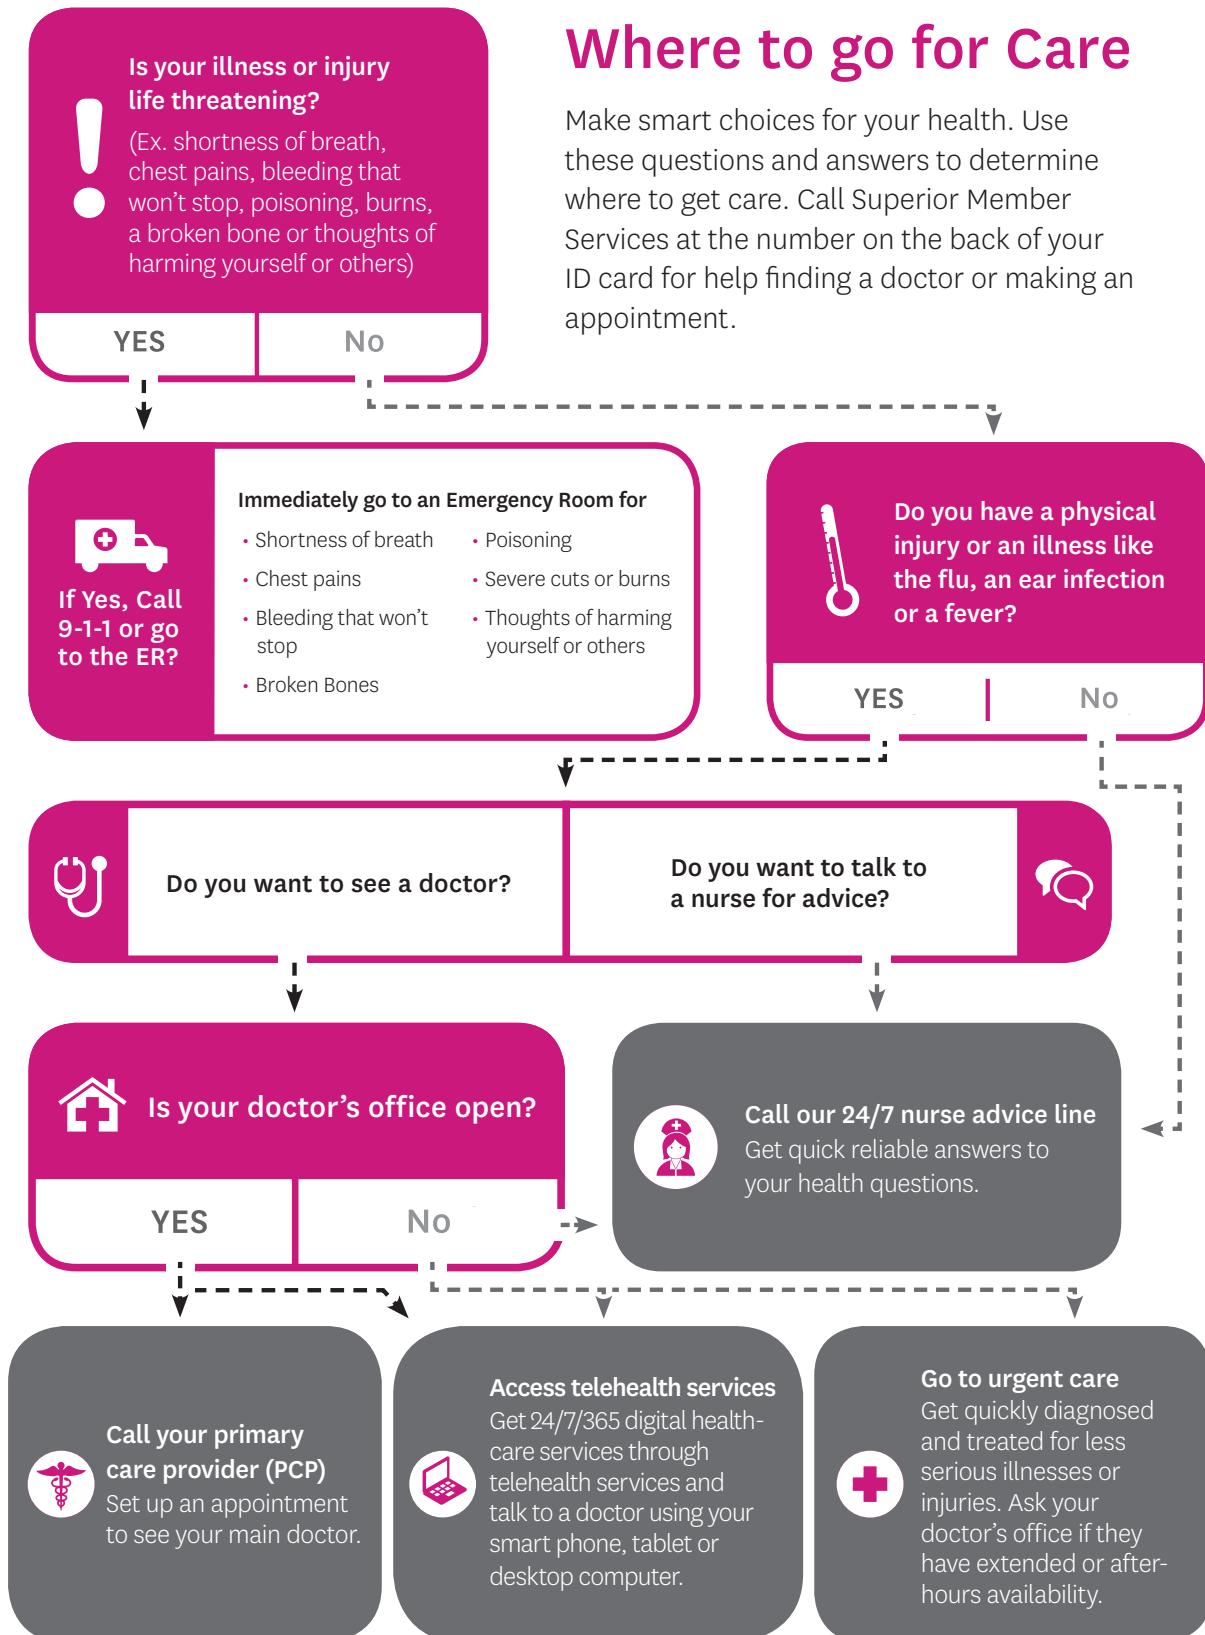 Where to go for Care
Make smart choices for your health. Use
these questions and answers to determine
where to get care. Call Superior Member
Services at the number on the back of your
ID card for help finding a doctor or making an
appointment.
Is your illness or injury
life threatening?
(Ex. shortness of breath,
chest pains, bleeding that
won't stop, poisoning, burns,
a broken bone or thoughts of
harming yourself or others)
YES
No
If Yes, Call
9-1-1 or go
to the ER?
Immediately go to an Emergency Room for
• Shortness of breath
• Chest pains
• Bleeding that won't
stop
• Broken Bones
• Poisoning
• Severe cuts or burns
• Thoughts of harming
yourself or others
Do you have a physical
injury or an illness like
the flu, an ear infection
or a fever?
YES
No
Do you want to see a doctor?
Do you want to talk to
a nurse for advice?
Is your doctor's office open?
YES
No
Call our 24/7 nurse advice line
Get quick reliable answers to
your health questions.
Call your primary
care provider (PCP)
Set up an appointment
to see your main doctor.
Access telehealth services
Get 24/7/365 digital health-
care services through
telehealth services and
talk to a doctor using your
smart phone, tablet or
desktop computer.
Go to urgent care
Get quickly diagnosed
and treated for less
serious illnesses or
injuries. Ask your
doctor's office if they
have extended or after-
hours availability.